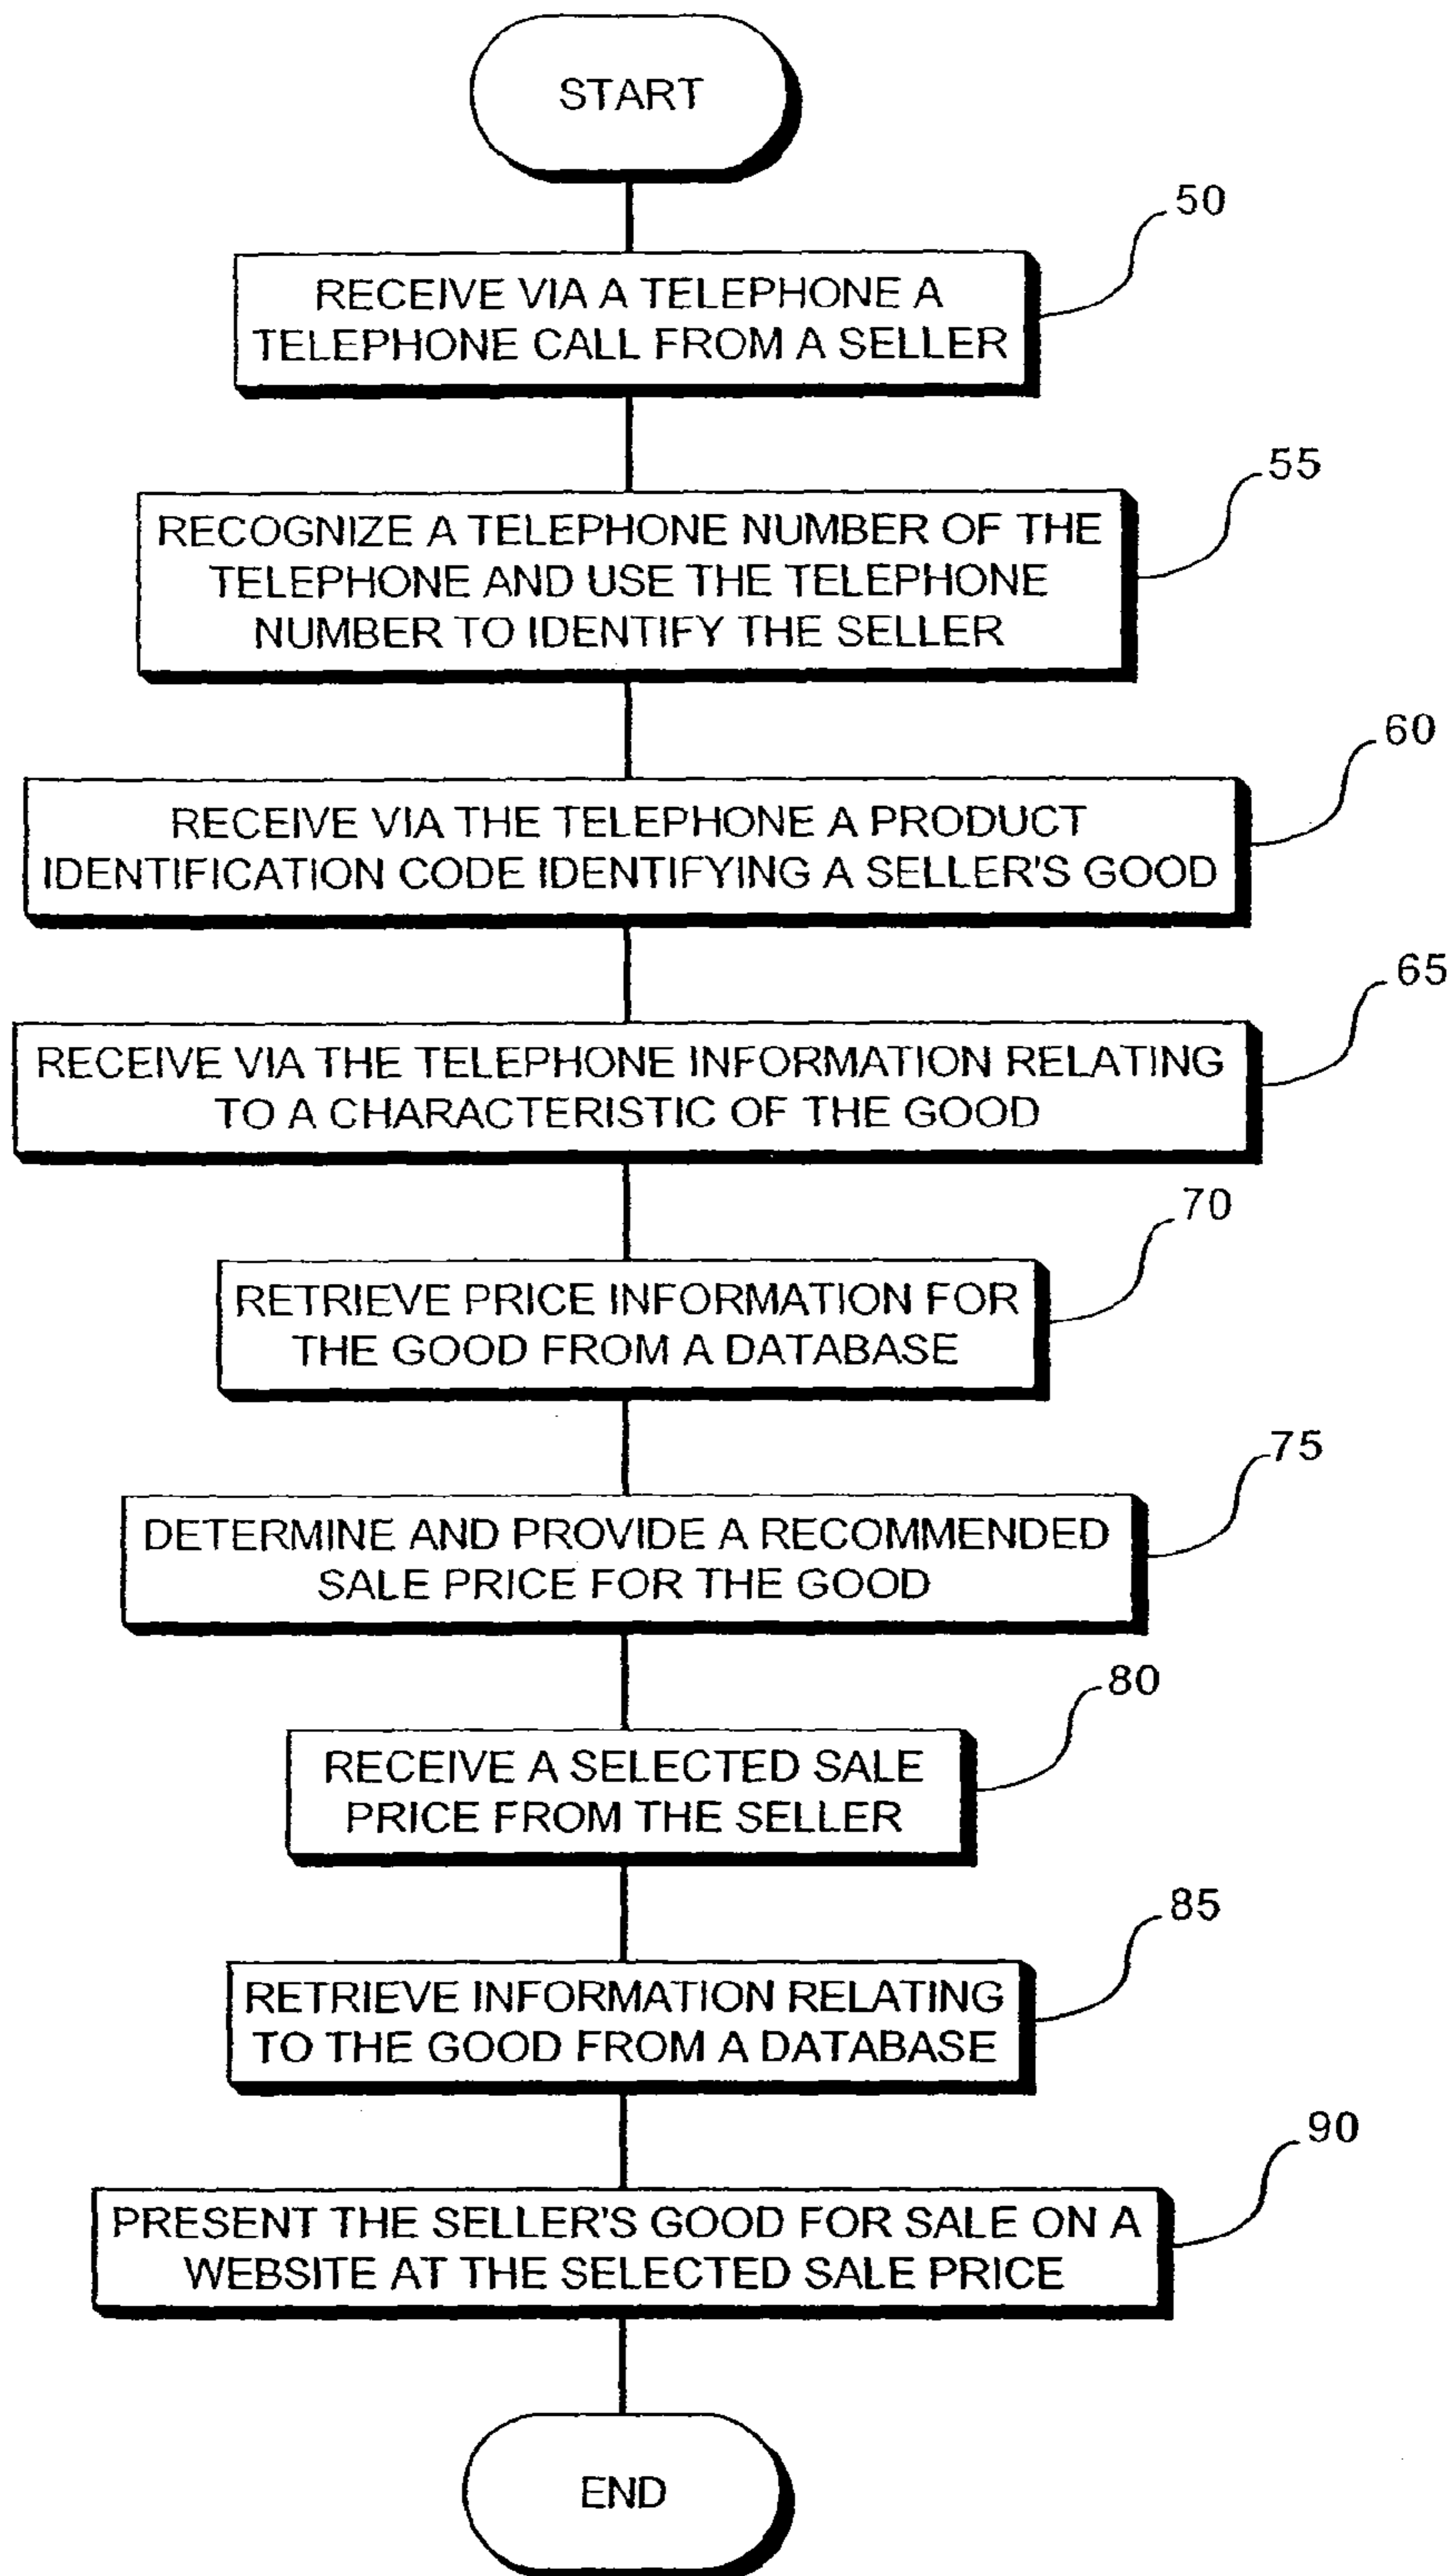 START
50
RECEIVE VIA A TELEPHONE A
TELEPHONE CALL FROM A SELLER
55
RECOGNIZE A TELEPHONE NUMBER OF THE
TELEPHONE AND USE THE TELEPHONE
NUMBER TO IDENTIFY THE SELLER
60
RECEIVE VIA THE TELEPHONE A PRODUCT
IDENTIFICATION CODE IDENTIFYING A SELLER'S GOOD
65
RECEIVE VIA THE TELEPHONE INFORMATION RELATING
TO A CHARACTERISTIC OF THE GOOD
70
RETRIEVE PRICE INFORMATION FOR
THE GOOD FROM A DATABASE
75
DETERMINE AND PROVIDE A RECOMMENDED
SALE PRICE FOR THE GOOD
80
RECEIVE A SELECTED SALE
PRICE FROM THE SELLER
85
RETRIEVE INFORMATION RELATING
TO THE GOOD FROM A DATABASE
90
PRESENT THE SELLER'S GOOD FOR SALE ON A
WEBSITE AT THE SELECTED SALE PRICE
END